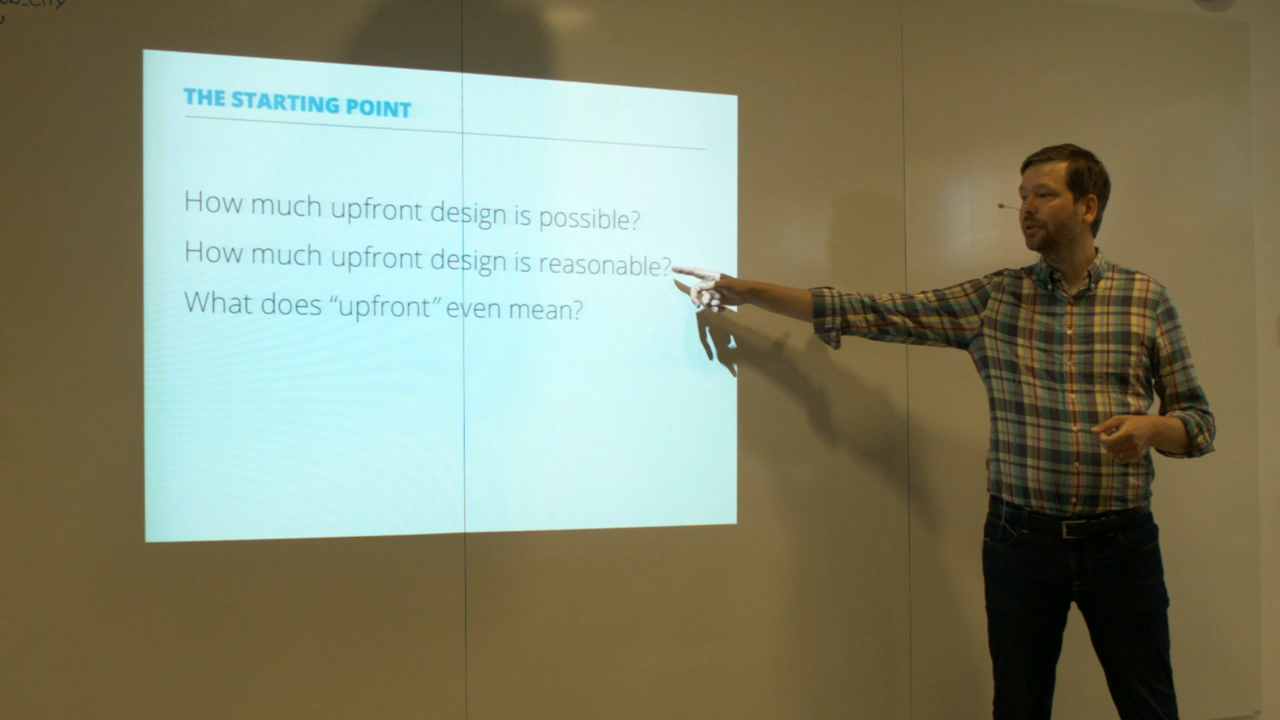 THE STARTING POINT
How much upfront design is possible?
How much upfront design is reasonable?
What does “upfront” even mean?